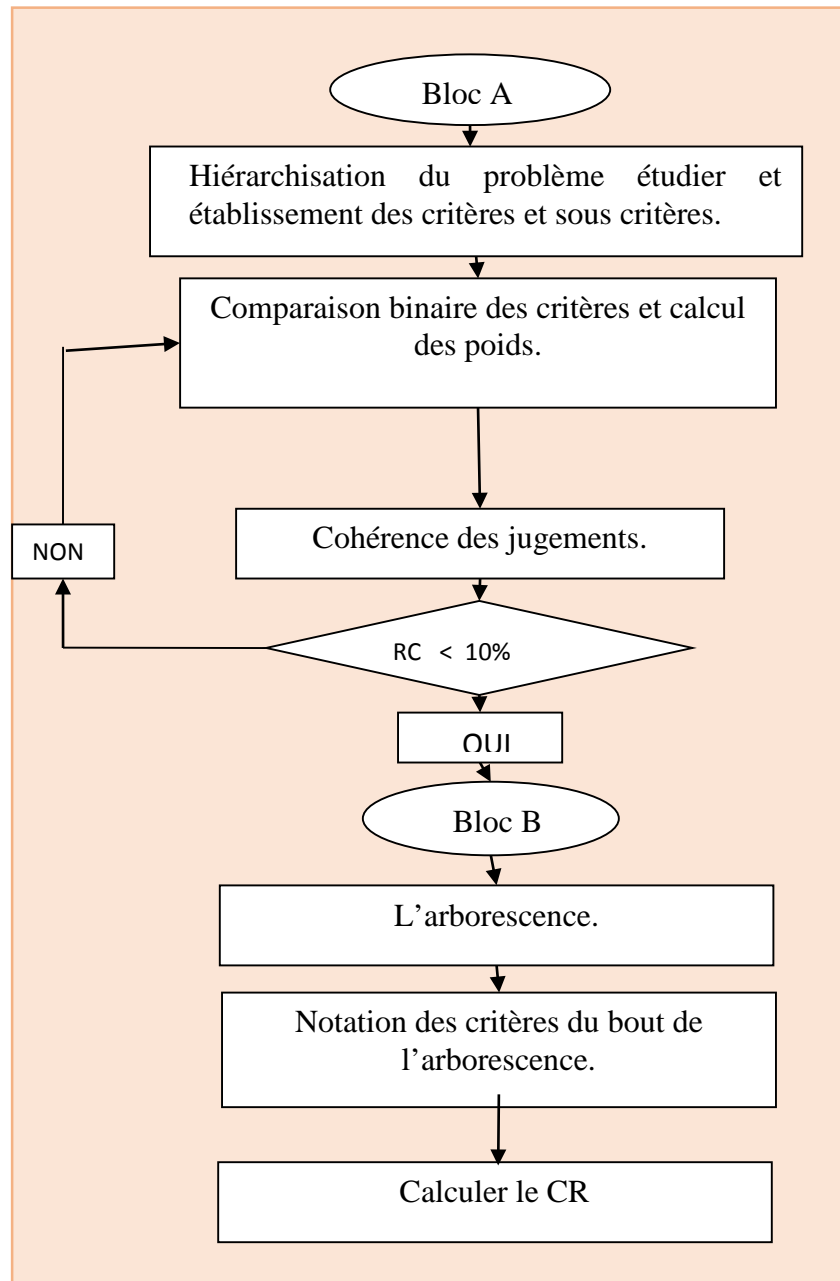 Bloc A
Hiérarchisation du problème étudier et
établissement des critères et sous critères.
Comparaison binaire des critères et calcul
des poids.
Cohérence des jugements.
NON
RC < 10%
OUI
Bloc B
L’arborescence.
Notation des critères du bout de
l’arborescence.
Calculer le CR